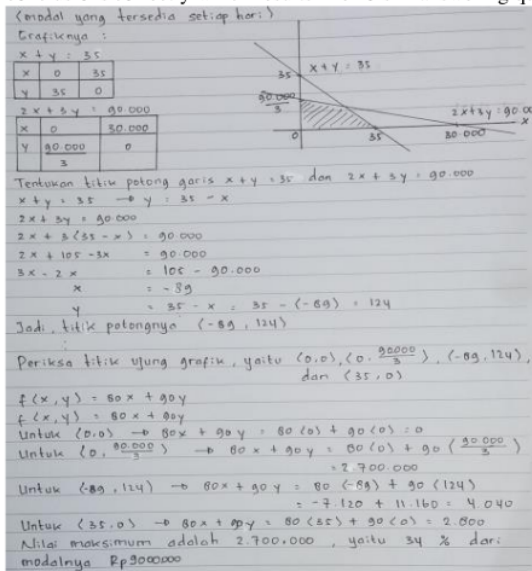 (modal yang tersedia setiap hari)
Grafiknya :
x + y = 35
x 0 35
y 35 0
2x + 3y = 90.000
x 0 30.000
y 90.000/3 0
35
x + y = 35
90.000/3
2x+3y = 90.00
x
0
35
30.000
Tentukan titik potong garis x+y = 35 dan 2x + 3y = 90.000
x+y = 35 → y = 35 - x
2x + 3y = 90.000
2x + 3(35 - x) = 90.000
2x + 105 - 3x = 90.000
3x - 2x = 105 - 90.000
x = -89
y = 35 - x = 35 - (-89) = 124
Jadi, titik potongnya (-89, 124)
Periksa titik ujung grafik, yaitu (0,0), (0, 90000/3), (-89, 124),
dan (35, 0)
f(x,y) = 80x + 90y
f(x,y) = 80x + 90y
Untuk (0,0) → 80x + 90y = 80(0) + 90(0) = 0
Untuk (0, 90.000/3) → 80x + 90y = 80(0) + 90(90.000/3)
= 2.700.000
Untuk (-89, 124) → 80x + 90y = 80(-89) + 90(124)
= -7.120 + 11.160 = 4.040
Untuk (35,0) → 80x + 90y = 80(35) + 90(0) = 2.800
Nilai maksimum adalah 2.700.000, yaitu 34 % dari
modalnya Rp9000000